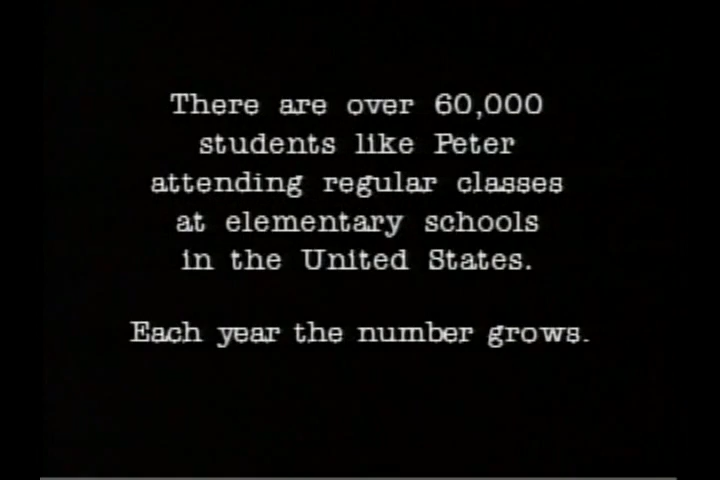 There are over 60,000
students like Peter
attending regular classes
at elementary schools
in the United States.
Each year the number grows.